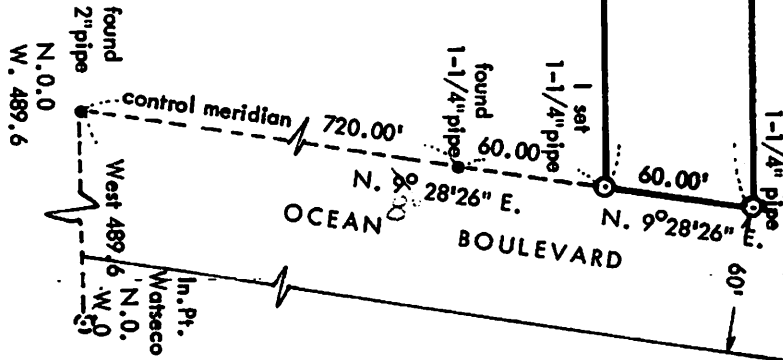 found
2" pipe
N. 0.0
W. 489.6
control meridian
720.00'
found
1-1/4" pipe
60.00
I set
1-1/4" pipe
60.00'
1-1/4" pipe
N. 9° 28'26" E.
N. 9°28'26" E.
OCEAN
BOULEVARD
60'
West 489.6
In. Pt.
Watseco
N. 0.
W. 0